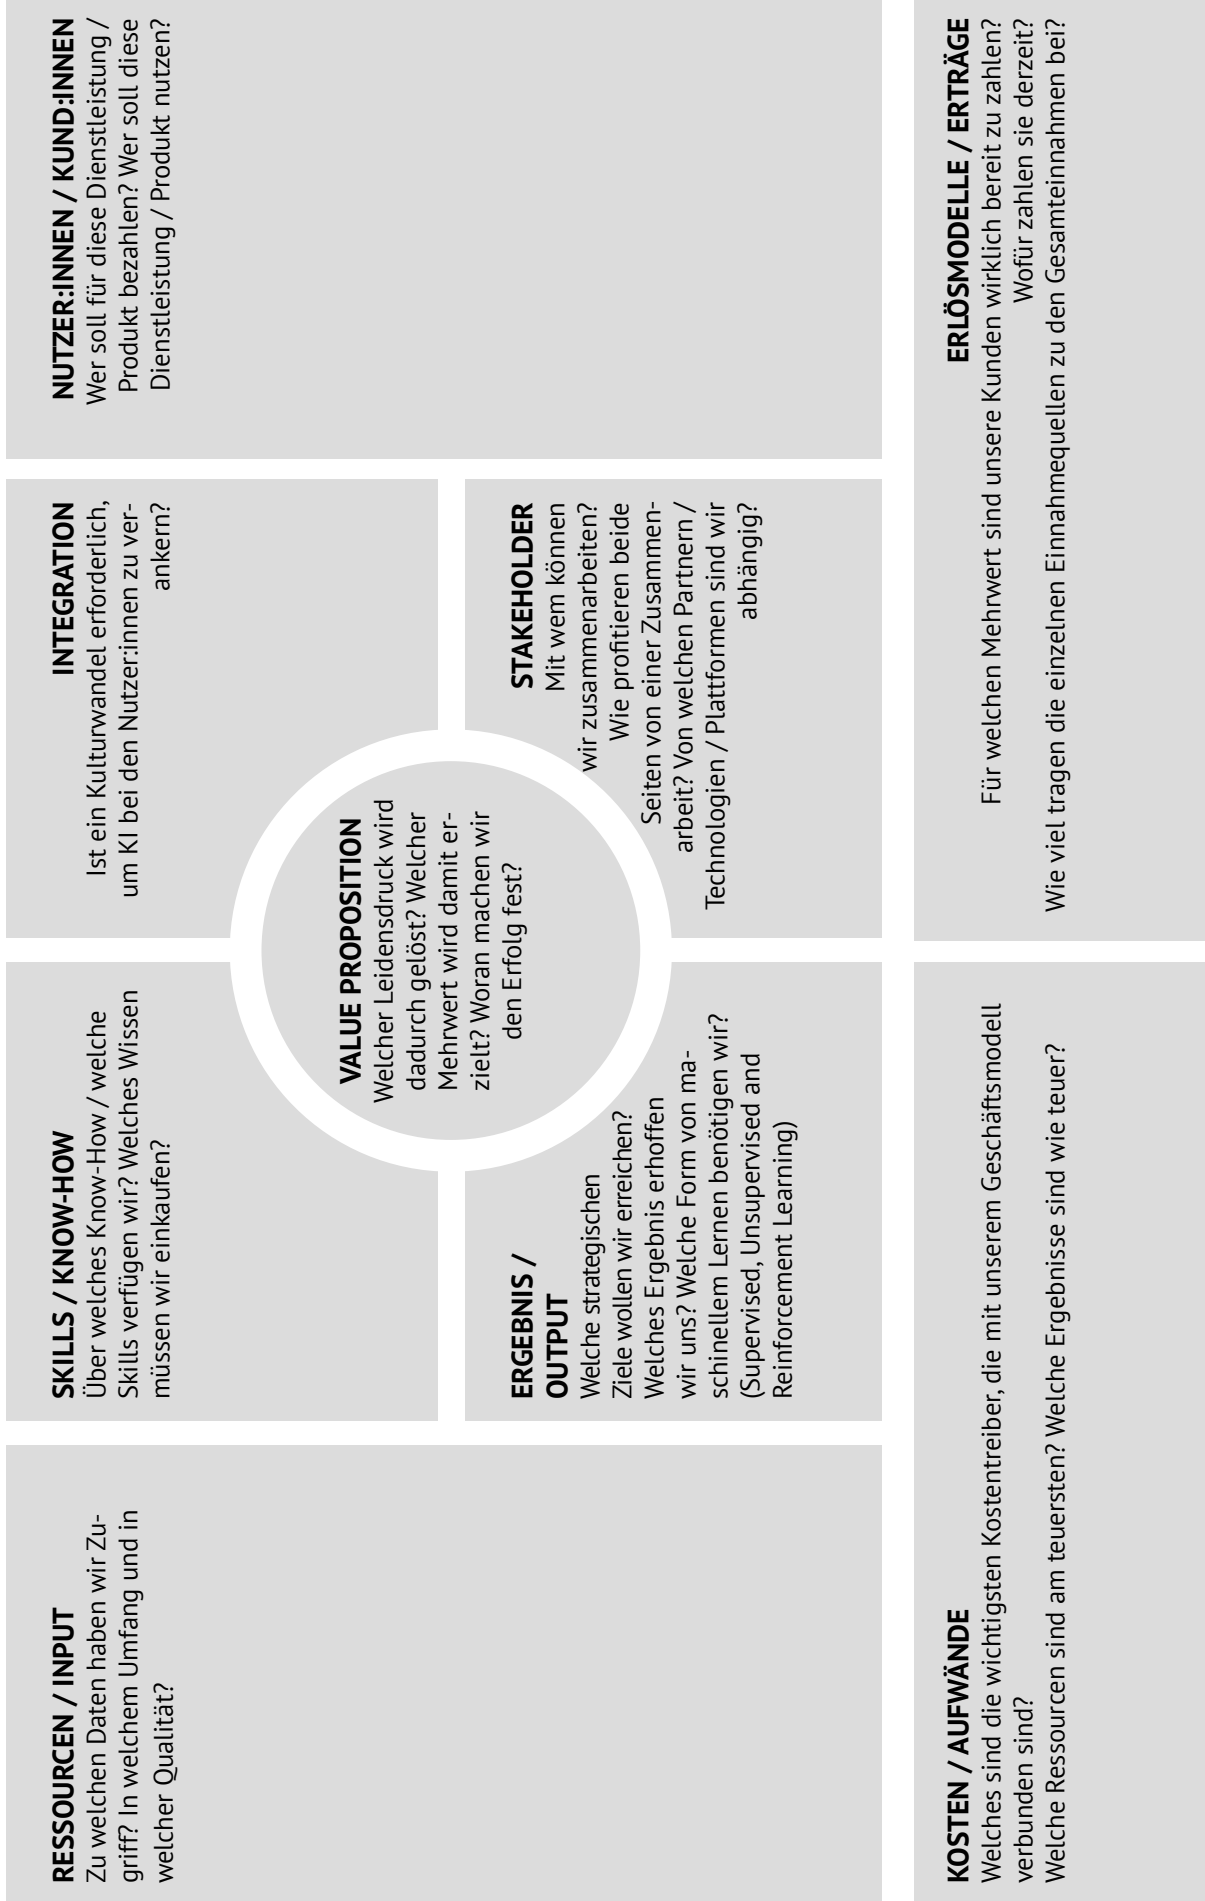 RESSOURCEN / INPUT
Zu welchen Daten haben wir Zu-
griff? In welchem Umfang und in
welcher Qualität?
SKILLS / KNOW-HOW
Über welches Know-How / welche
Skills verfügen wir? Welches Wissen
müssen wir einkaufen?
ERGEBNIS /
OUTPUT
Welche strategischen
Ziele wollen wir erreichen?
Welches Ergebnis erhoffen
wir uns? Welche Form von ma-
schinellem Lernen benötigen wir?
(Supervised, Unsupervised and
Reinforcement Learning)
VALUE PROPOSITION
Welcher Leidensdruck wird
dadurch gelöst? Welcher
Mehrwert wird damit er-
zielt? Woran machen wir
den Erfolg fest?
INTEGRATION
Ist ein Kulturwandel erforderlich,
um KI bei den Nutzer:innen zu ver-
ankern?
STAKEHOLDER
Mit wem können
wir zusammenarbeiten?
Wie profitieren beide
Seiten von einer Zusammen-
arbeit? Von welchen Partnern /
Technologien / Plattformen sind wir
abhängig?
NUTZER:INNEN / KUND:INNEN
Wer soll für diese Dienstleistung /
Produkt bezahlen? Wer soll diese
Dienstleistung / Produkt nutzen?
KOSTEN / AUFWÄNDE
Welches sind die wichtigsten Kostentreiber, die mit unserem Geschäftsmodell
verbunden sind?
Welche Ressourcen sind am teuersten? Welche Ergebnisse sind wie teuer?
ERLÖSMODELLE / ERTRÄGE
Für welchen Mehrwert sind unsere Kunden wirklich bereit zu zahlen?
Wofür zahlen sie derzeit?
Wie viel tragen die einzelnen Einnahmequellen zu den Gesamteinnahmen bei?